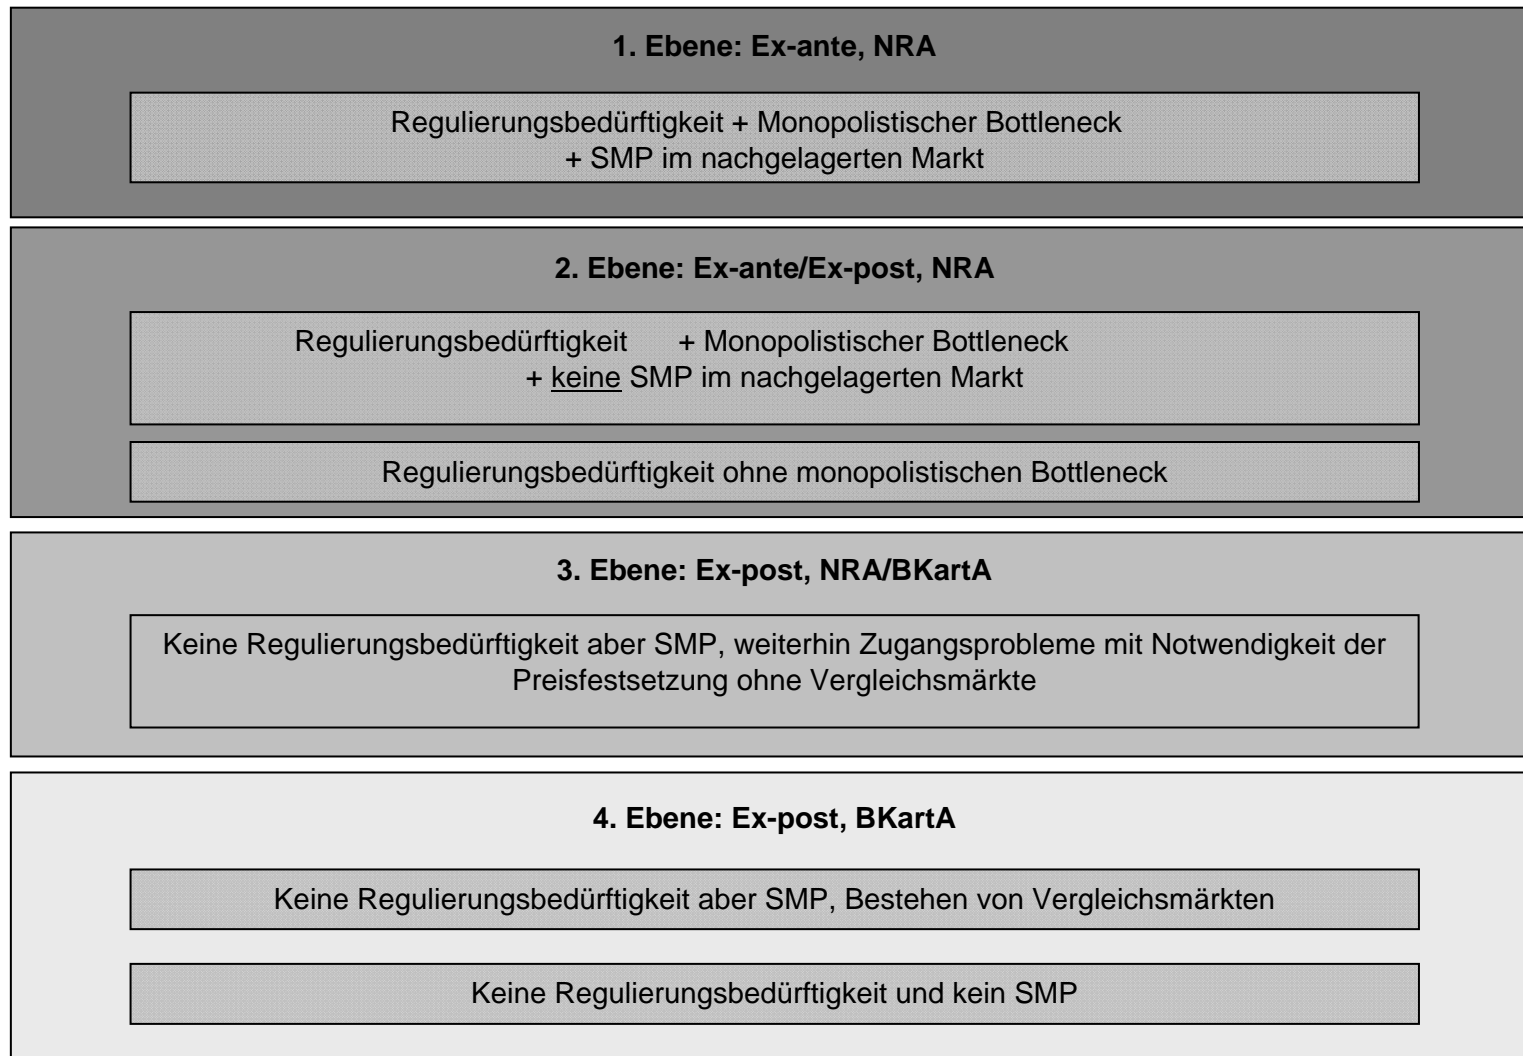 1. Ebene: Ex-ante, NRA
Regulierungsbedürftigkeit + Monopolistischer Bottleneck
+ SMP im nachgelagerten Markt
2. Ebene: Ex-ante/Ex-post, NRA
Regulierungsbedürftigkeit + Monopolistischer Bottleneck
+ keine SMP im nachgelagerten Markt
Regulierungsbedürftigkeit ohne monopolistischen Bottleneck
3. Ebene: Ex-post, NRA/BKartA
Keine Regulierungsbedürftigkeit aber SMP, weiterhin Zugangsprobleme mit Notwendigkeit der
Preisfestsetzung ohne Vergleichsmärkte
4. Ebene: Ex-post, BKartA
Keine Regulierungsbedürftigkeit aber SMP, Bestehen von Vergleichsmärkten
Keine Regulierungsbedürftigkeit und kein SMP